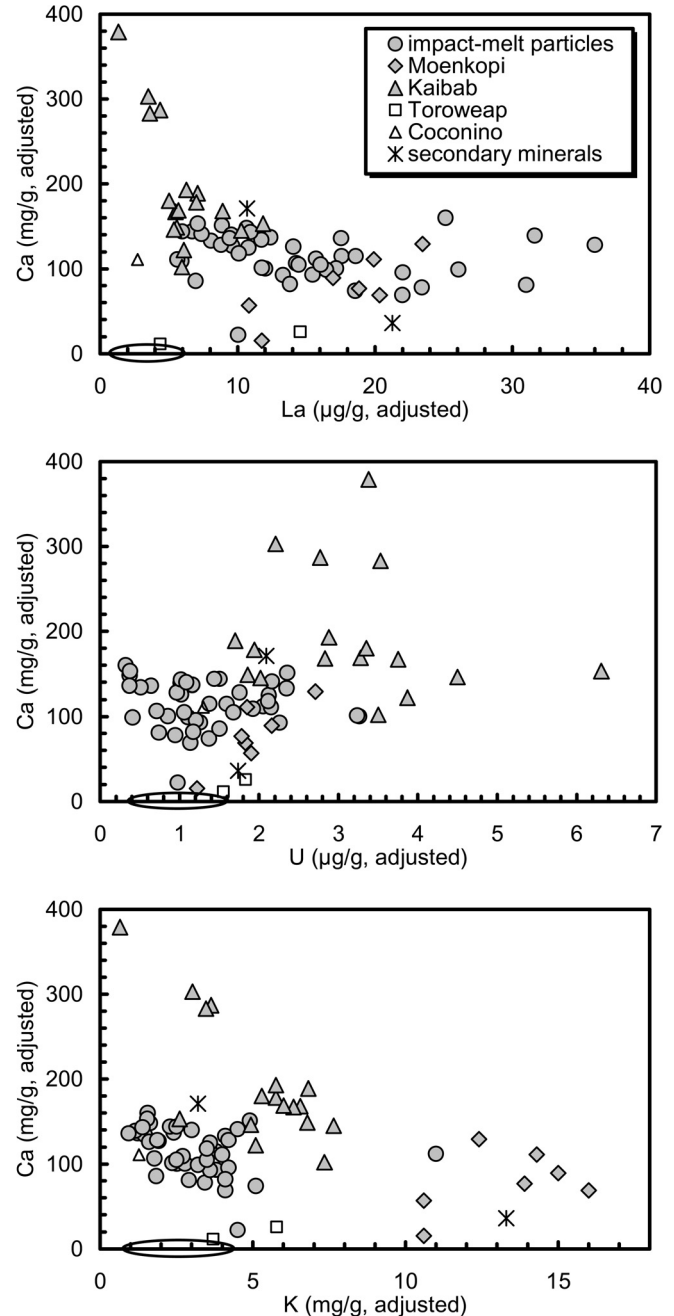 400
impact-melt particles
Moenkopi
300
Kaibab
Toroweap
Coconino
200
secondary minerals
100
0
0 10 20 30 40
La (µg/g, adjusted)
Ca (mg/g, adjusted)
400
300
200
100
0
0 1 2 3 4 5 6 7
U (µg/g, adjusted)
Ca (mg/g, adjusted)
400
300
200
100
0
0 5 10 15
K (mg/g, adjusted)
Ca (mg/g, adjusted)